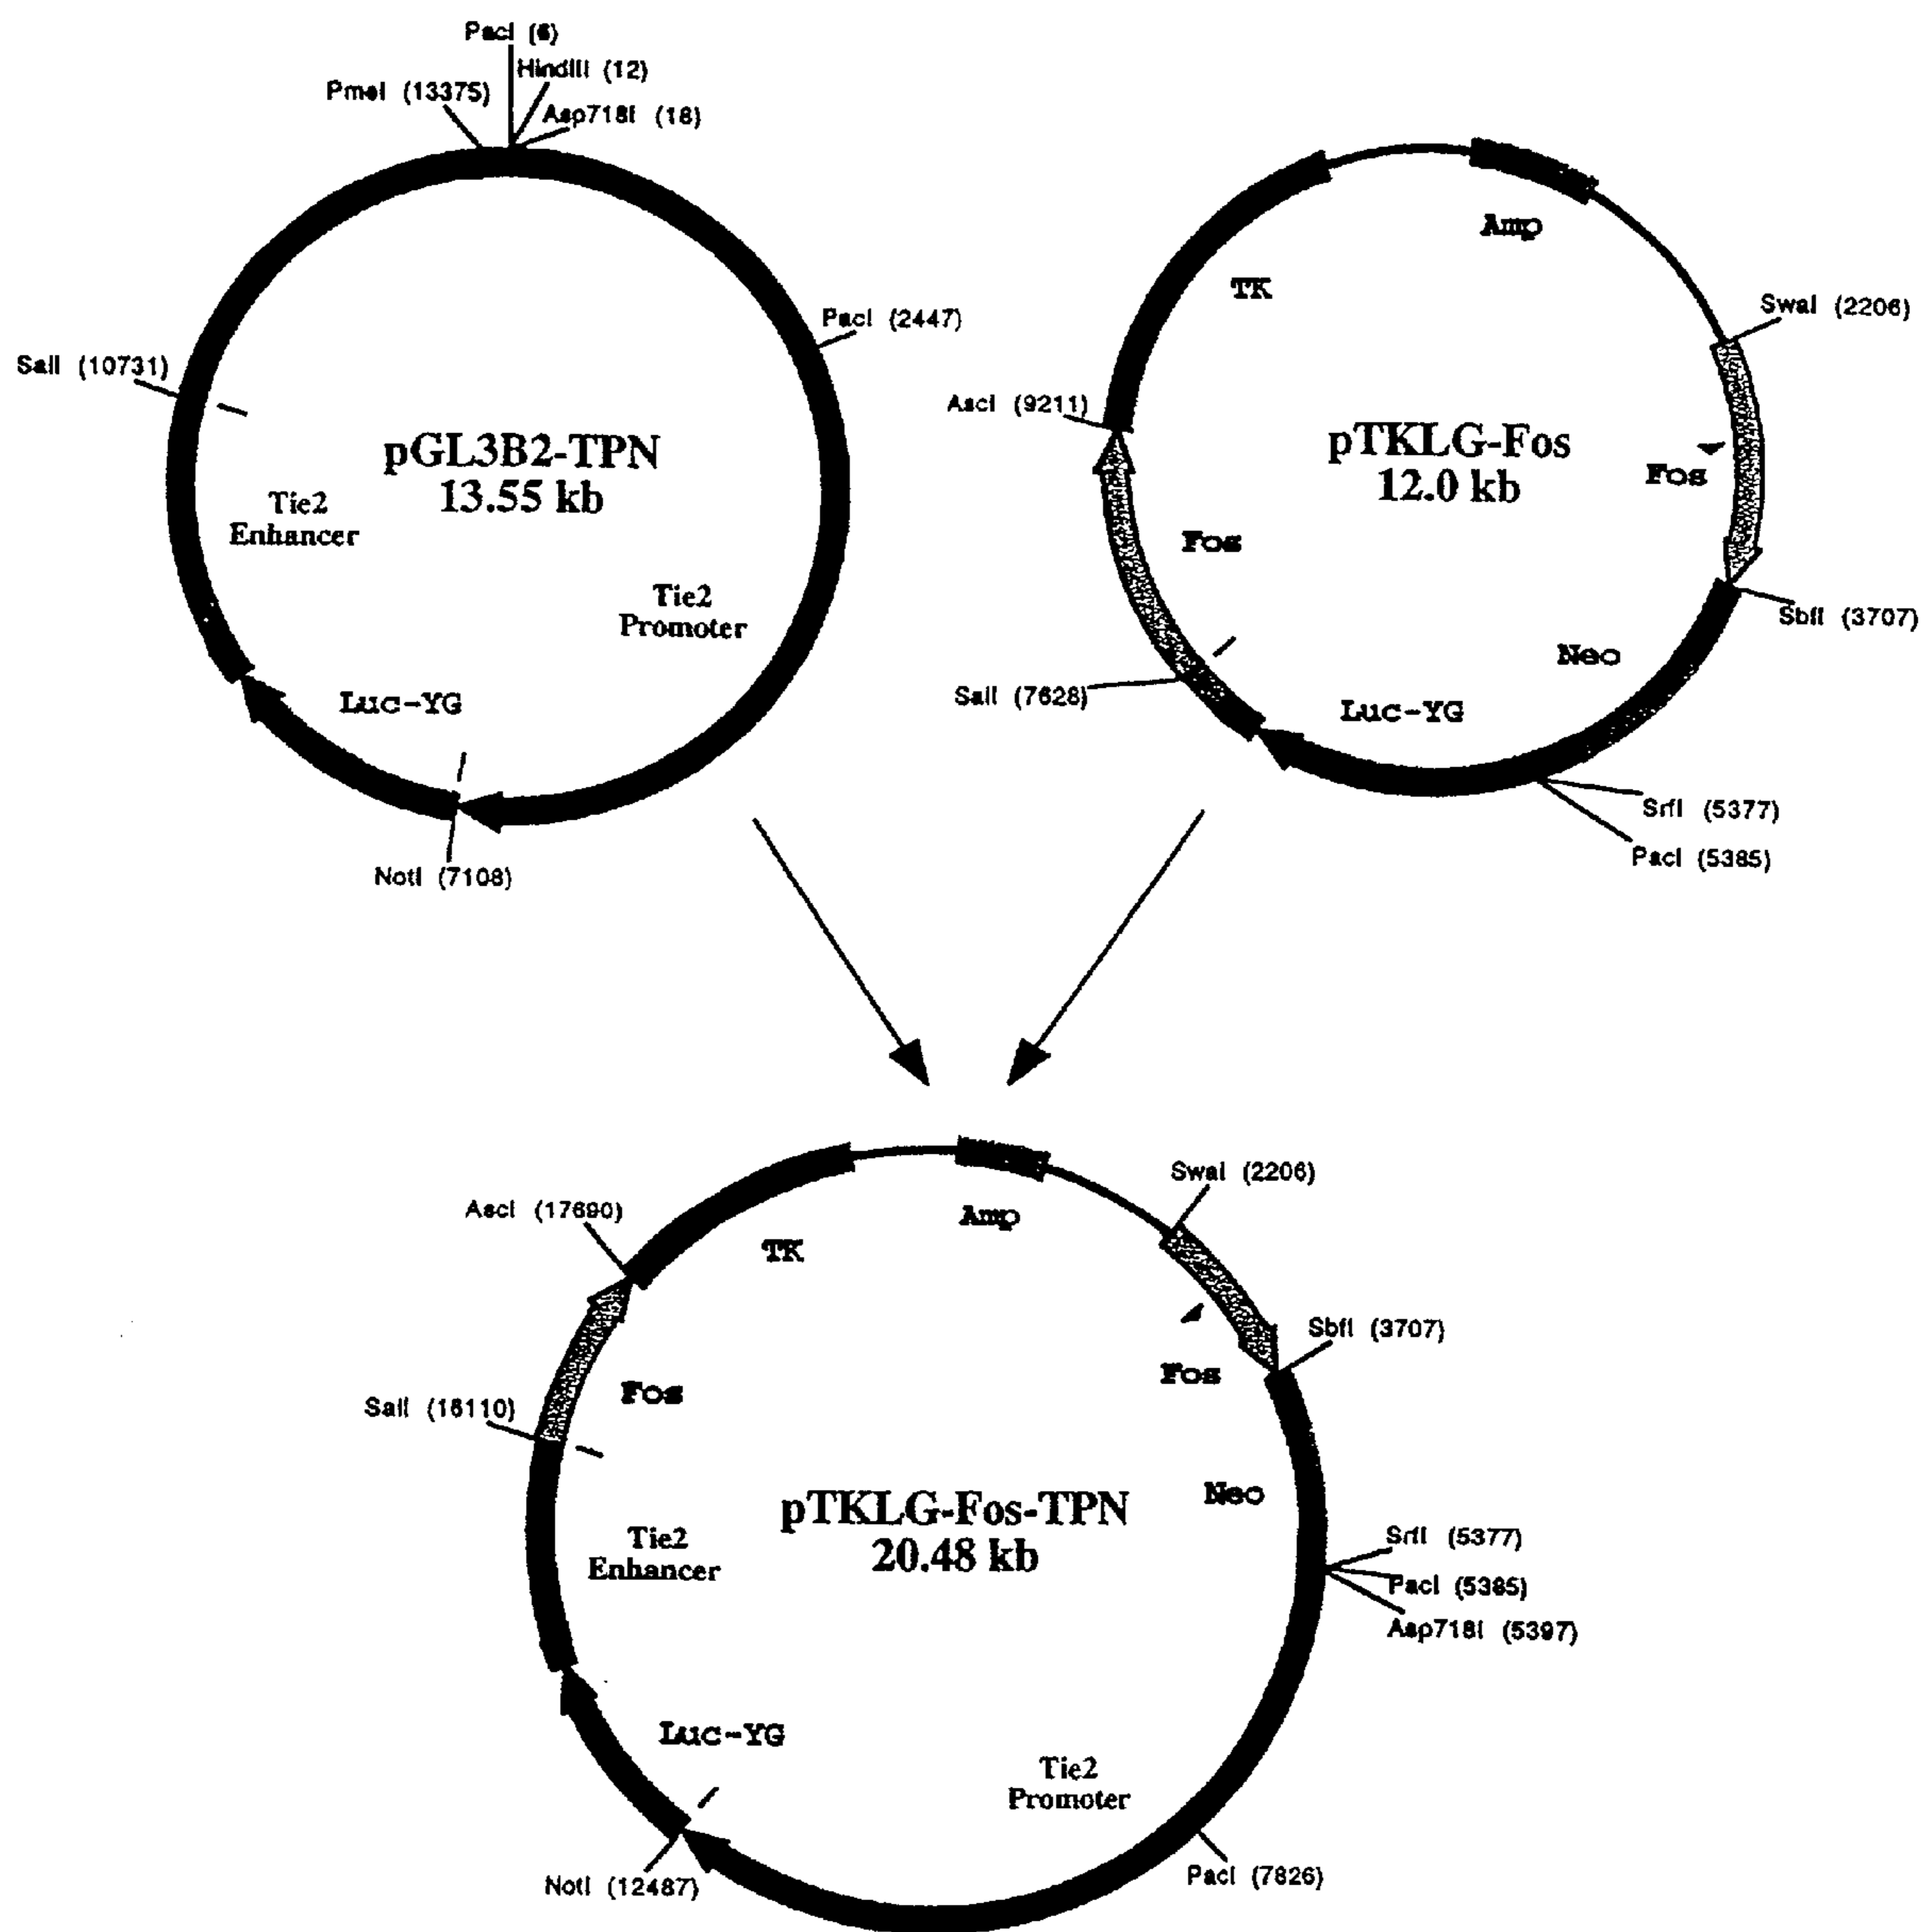 PacI (6)
HindIII (12)
PmeI (13375)
Asp718I (18)
PacI (2447)
SalI (10731)
pGL3B2-TPN
13.55 kb
Tie2
Enhancer
Tie2
Promoter
Luc-YG
NotI (7108)
Amp
TK
SwaI (2206)
AscI (9211)
pTKLG-Fos
12.0 kb
Fos
Fos
SbfI (3707)
Neo
SalI (7628)
Luc-YG
SrfI (5377)
PacI (5385)
SwaI (2206)
AscI (17690)
Amp
TK
SbfI (3707)
Fos
Fos
SalI (16110)
Neo
pTKLG-Fos-TPN
20.48 kb
SrfI (5377)
PacI (5385)
Asp718I (5397)
Tie2
Enhancer
Luc-YG
Tie2
Promoter
NotI (12487)
PacI (7826)